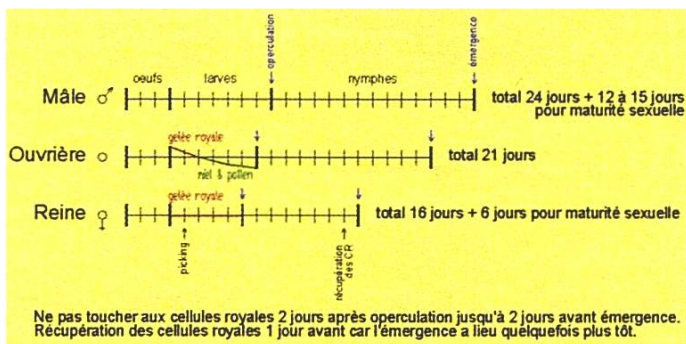 operculation
émergence
oeufs larves nymphes
Mâle ♂ total 24 jours + 12 à 15 jours
pour maturité sexuelle
gelée royale
Ouvrière total 21 jours
miel & pollen
gelée royale
Reine ♀ total 16 jours + 6 jours pour maturité sexuelle
picking
récupération
des CR
Ne pas toucher aux cellules royales 2 jours après operculation jusqu'à 2 jours avant émergence.
Récupération des cellules royales 1 jour avant car l'émergence a lieu quelquefois plus tôt.